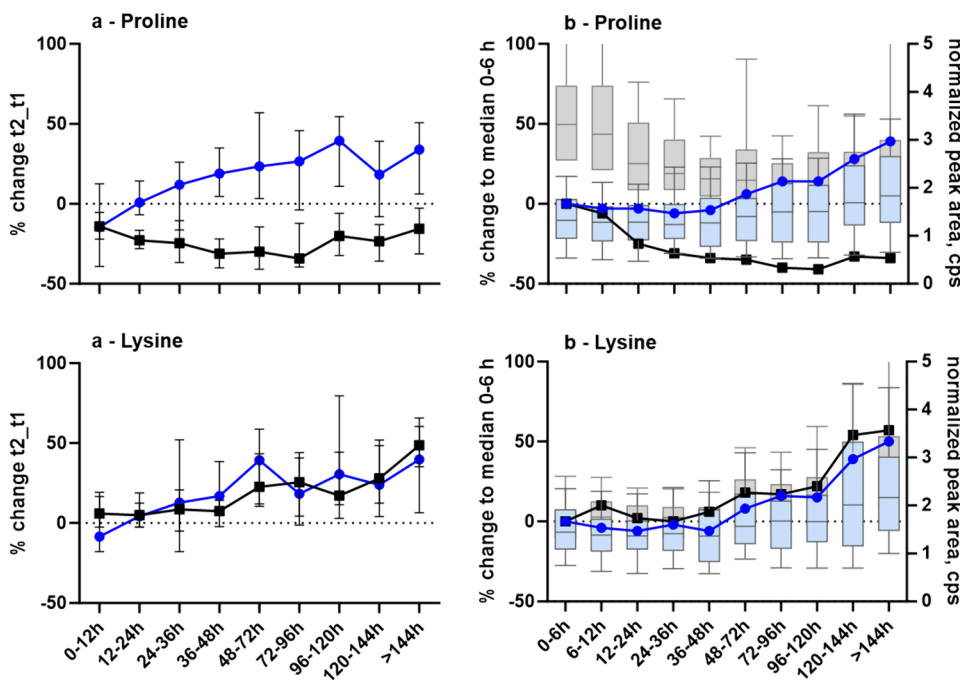 a - Proline
% change t2_t1
100
50
0
-50
b - Proline
% change to median 0-6 h
100
50
0
-50
5
4
3
2
1
0
normalized peak area, cps
a - Lysine
% change t2_t1
100
50
0
-50
0-12h
12-24h
24-36h
36-48h
48-72h
72-96h
96-120h
120-144h
>144h
b - Lysine
% change to median 0-6 h
100
50
0
-50
5
4
3
2
1
0
normalized peak area, cps
0-6h
6-12h
12-24h
24-36h
36-48h
48-72h
72-96h
96-120h
120-144h
>144h